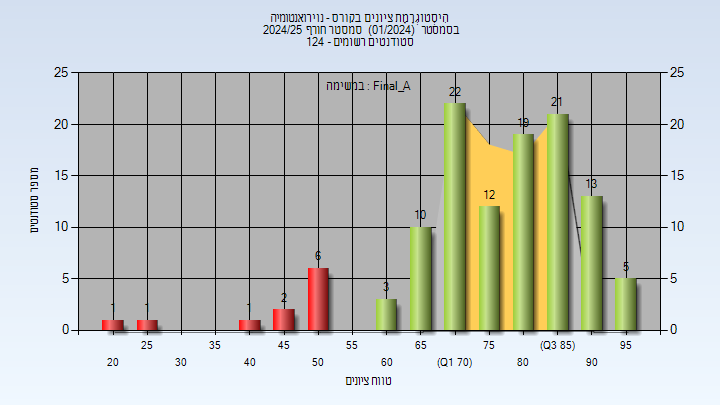 הִיסְטוֹגְרָמַת ציונים בקורס - נוירואנטומיה
בסמסטר (01/2024) סמסטר חורף 2024/25
סטודנטים רשומים - 124
במשימה : Final_A
25 25
20 20
15 15
10 10
5 5
0 0
מספר סטודנטים
1 1 1 2 6 3 10 22 12 19 21 13 5
25 35 45 55 65 75 (Q3 85) 95
20 30 40 50 60 (Q1 70) 80 90
טווח ציונים